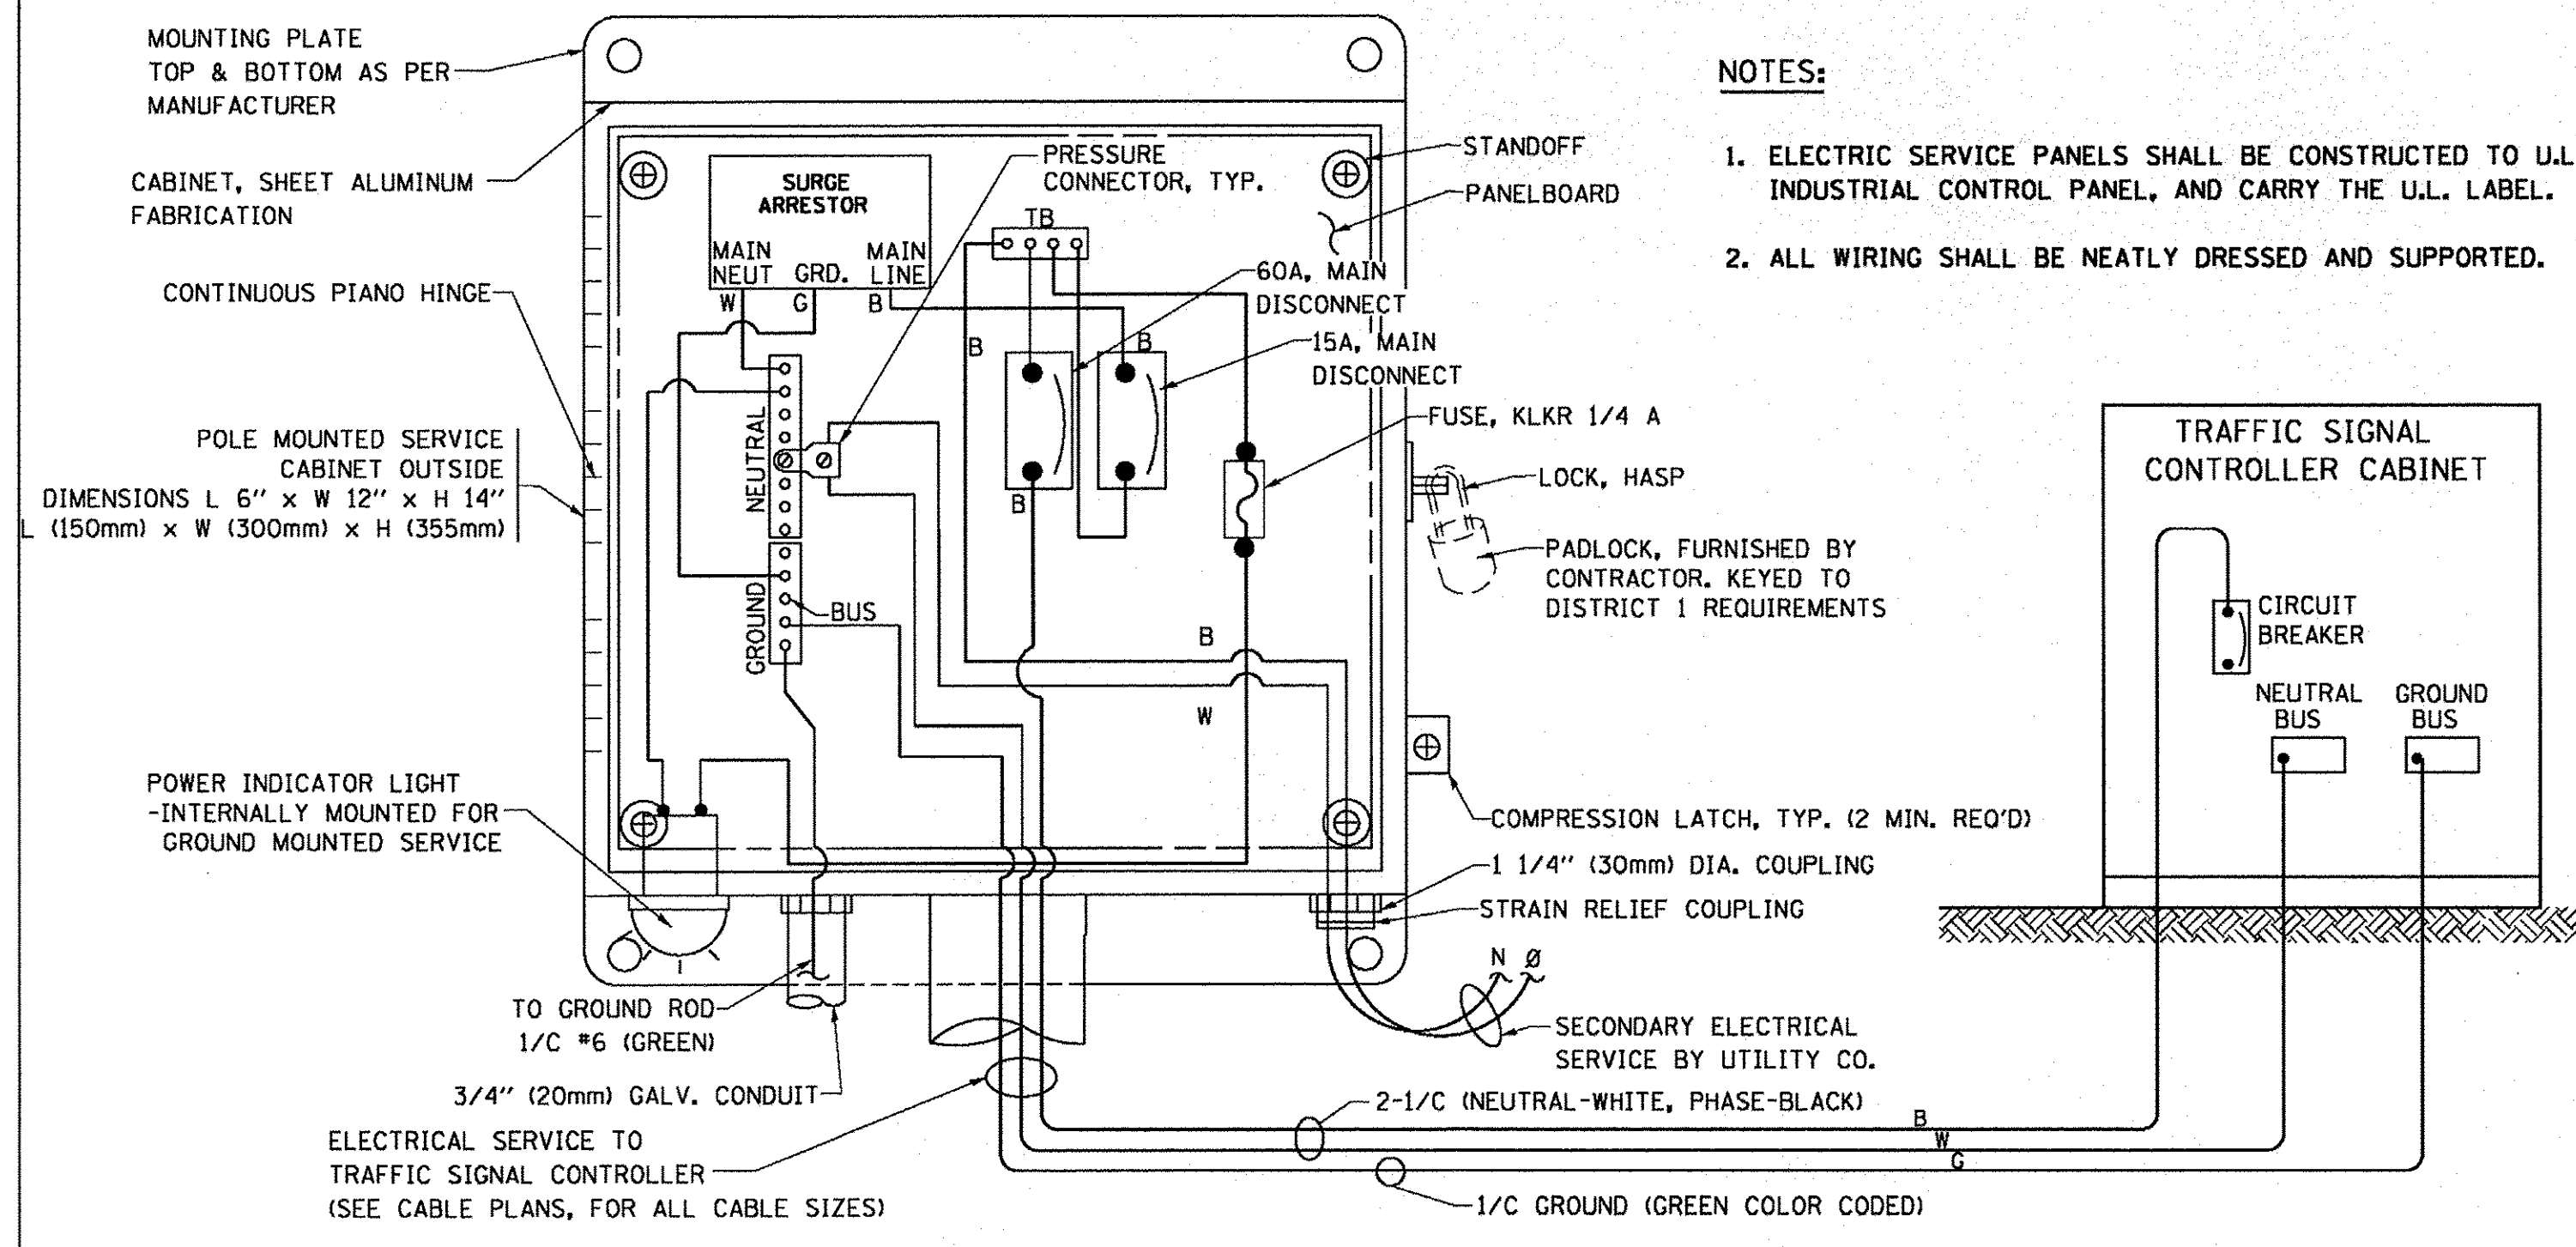 MOUNTING PLATE
TOP & BOTTOM AS PER
MANUFACTURER
CABINET, SHEET ALUMINUM
FABRICATION
CONTINUOUS PIANO HINGE
POLE MOUNTED SERVICE
CABINET OUTSIDE
DIMENSIONS L 6" x W 12" x H 14"
L (150mm) x W (300mm) x H (355mm)
POWER INDICATOR LIGHT
-INTERNALLY MOUNTED FOR
GROUND MOUNTED SERVICE
SURGE
ARRESTOR
MAIN
NEUT
GRD.
MAIN
LINE
W
G
B
PRESSURE
CONNECTOR, TYP.
TB
STANDOFF
PANELBOARD
60A, MAIN
DISCONNECT
15A, MAIN
DISCONNECT
B
B
B
FUSE, KLKR 1/4 A
LOCK, HASP
PADLOCK, FURNISHED BY
CONTRACTOR. KEYED TO
DISTRICT 1 REQUIREMENTS
NEUTRAL
GROUND
BUS
B
W
COMPRESSION LATCH, TYP. (2 MIN. REQ'D)
1 1/4" (30mm) DIA. COUPLING
STRAIN RELIEF COUPLING
N Ø
SECONDARY ELECTRICAL
SERVICE BY UTILITY CO.
TO GROUND ROD
1/C #6 (GREEN)
3/4" (20mm) GALV. CONDUIT
ELECTRICAL SERVICE TO
TRAFFIC SIGNAL CONTROLLER
(SEE CABLE PLANS, FOR ALL CABLE SIZES)
2-1/C (NEUTRAL-WHITE, PHASE-BLACK)
B
W
G
1/C GROUND (GREEN COLOR CODED)
NOTES:
1. ELECTRIC SERVICE PANELS SHALL BE CONSTRUCTED TO U.L
INDUSTRIAL CONTROL PANEL, AND CARRY THE U.L. LABEL.
2. ALL WIRING SHALL BE NEATLY DRESSED AND SUPPORTED.
TRAFFIC SIGNAL
CONTROLLER CABINET
CIRCUIT
BREAKER
NEUTRAL
BUS
GROUND
BUS